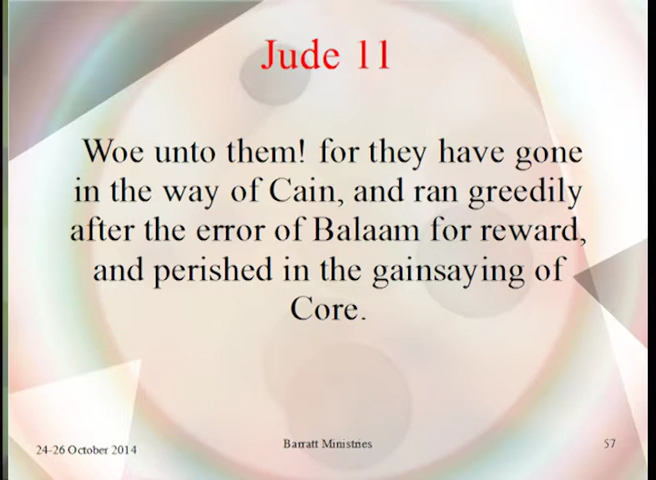 Jude 11
Woe unto them! for they have gone
in the way of Cain, and ran greedily
after the error of Balaam for reward,
and perished in the gainsaying of
Core.
24-26 October 2014
Barratt Ministries
57